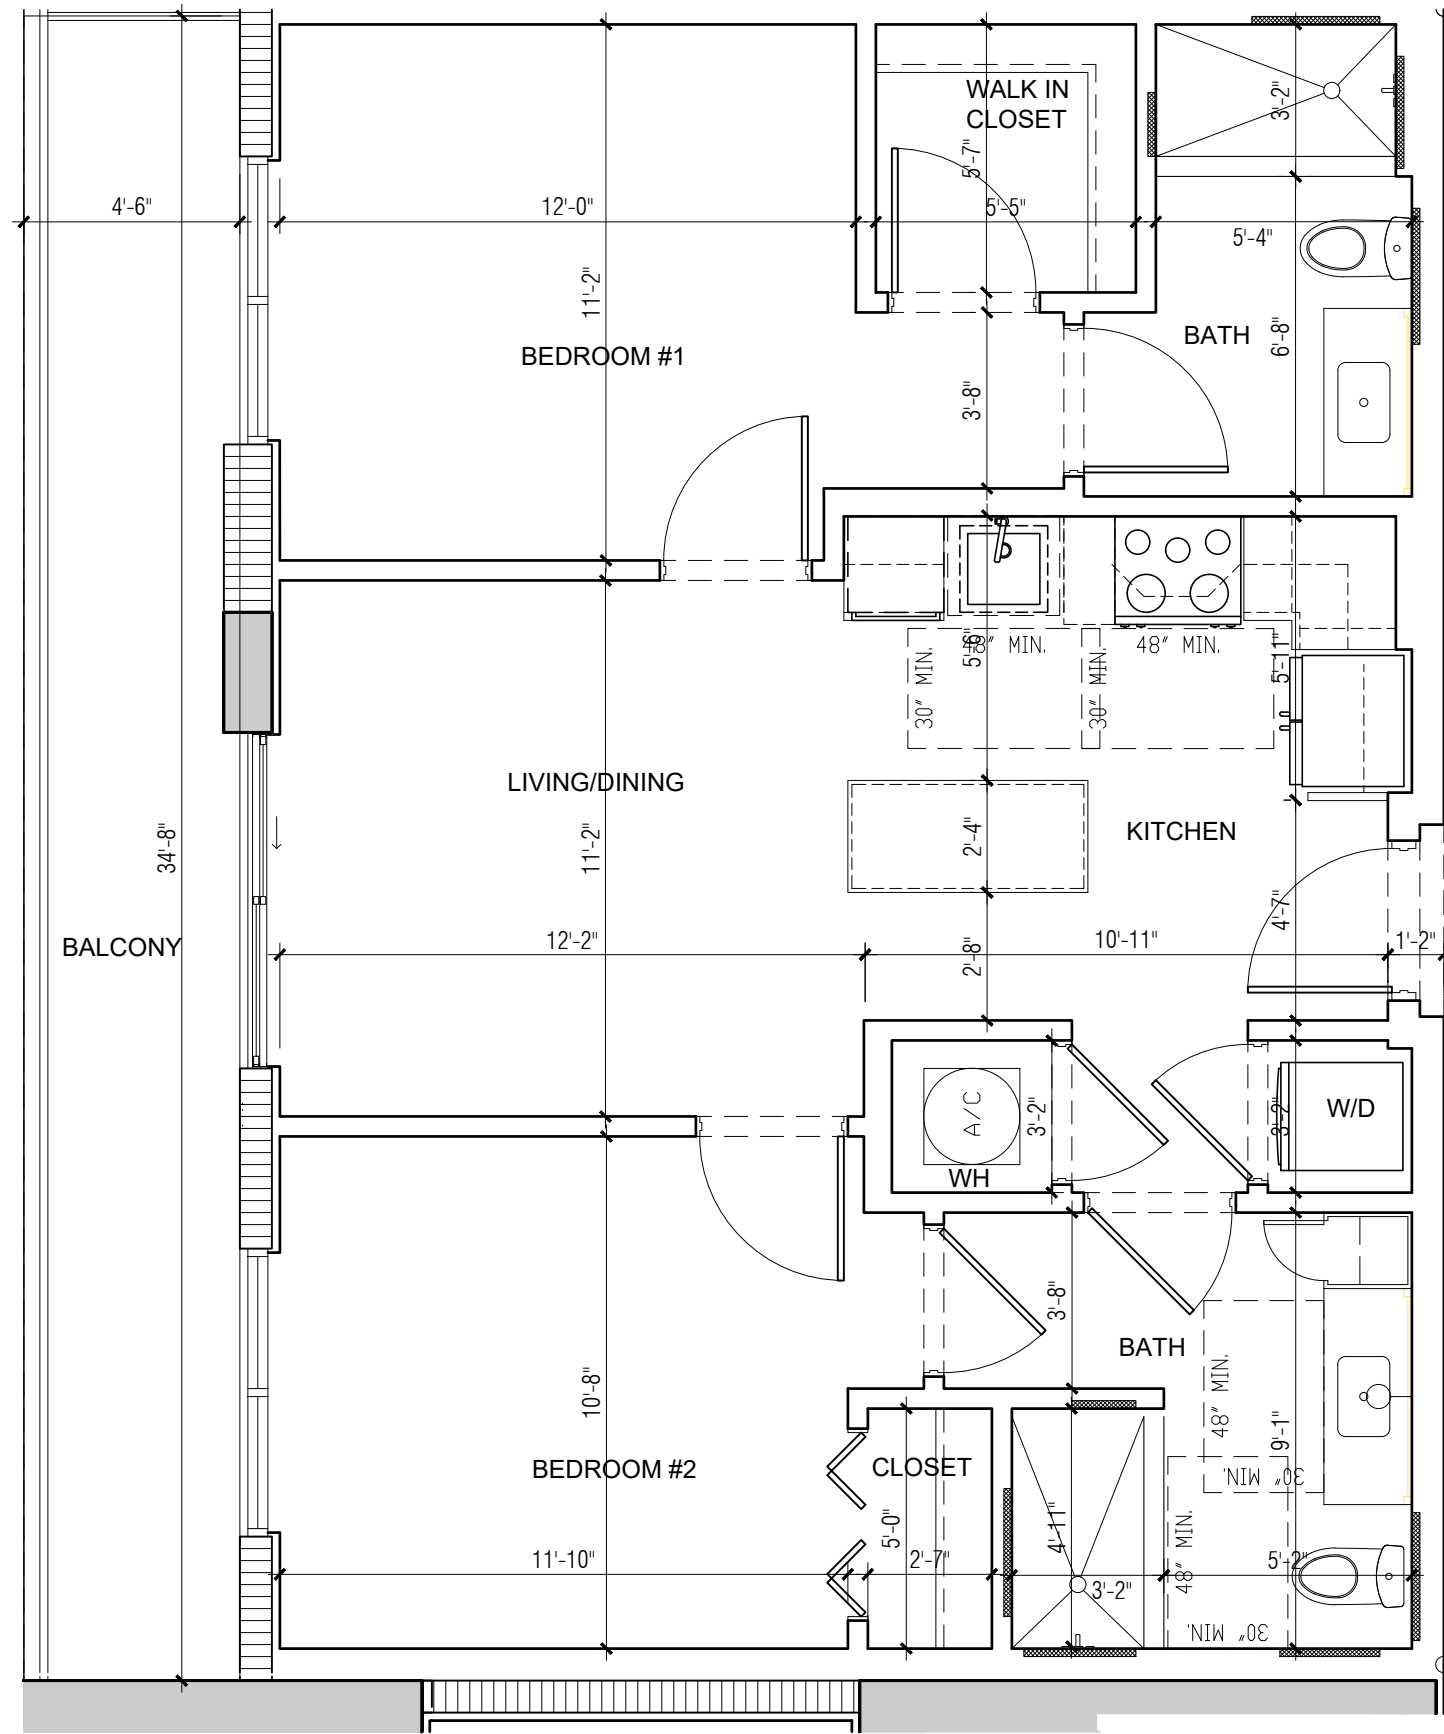 WALK IN
CLOSET
3'-2"
5'-7"
4'-6"
12'-0"
5'-5"
5'-4"
11'-2"
BEDROOM #1
BATH
6'-8"
3'-8"
5'-6"
48" MIN.
48" MIN.
5'-11"
30" MIN.
30" MIN.
LIVING/DINING
34'-8"
11'-2"
2'-4"
KITCHEN
4'-7"
BALCONY
12'-2"
2'-8"
10'-11"
1'-2"
A/C
3'-2"
3'-2"
W/D
WH
3'-8"
BATH
48" MIN.
10'-8"
9'-1"
BEDROOM #2
CLOSET
30" MIN.
5'-0"
4'-11"
48" MIN.
11'-10"
2'-7"
3'-2"
5'-2"
30" MIN.